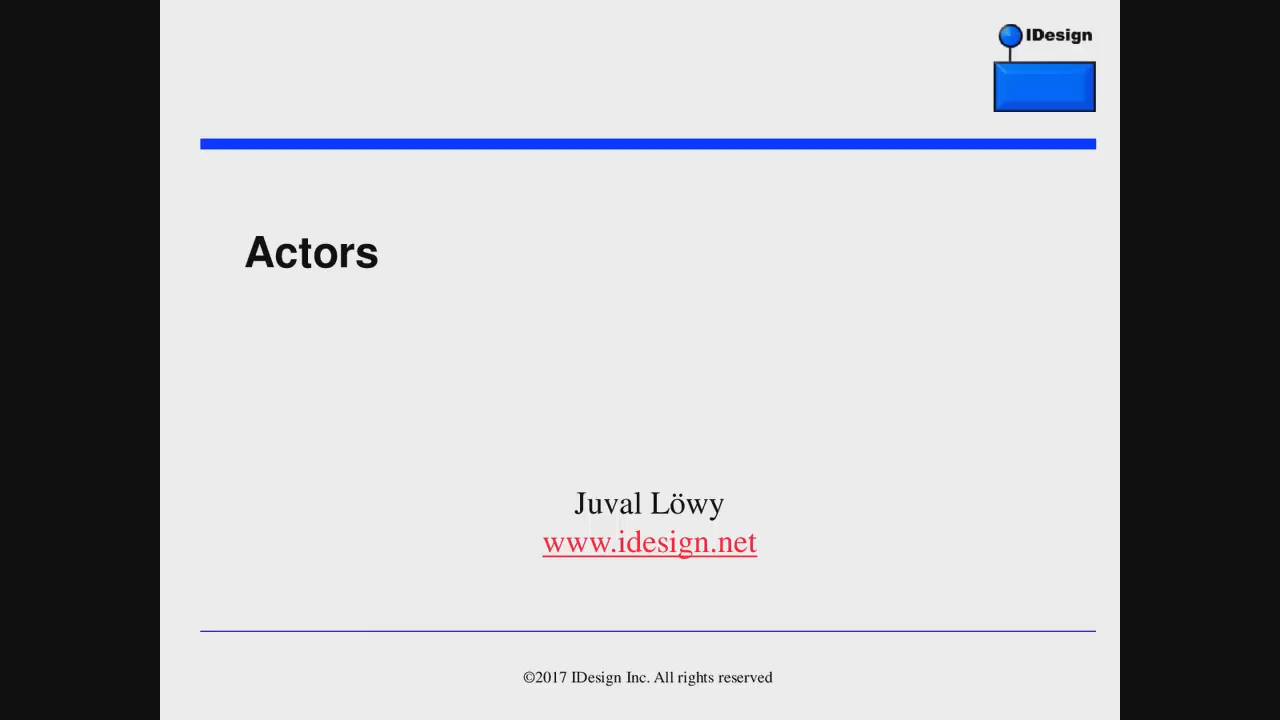 IDesign
Actors
Juval Löwy
www.idesign.net
©2017 IDesign Inc. All rights reserved